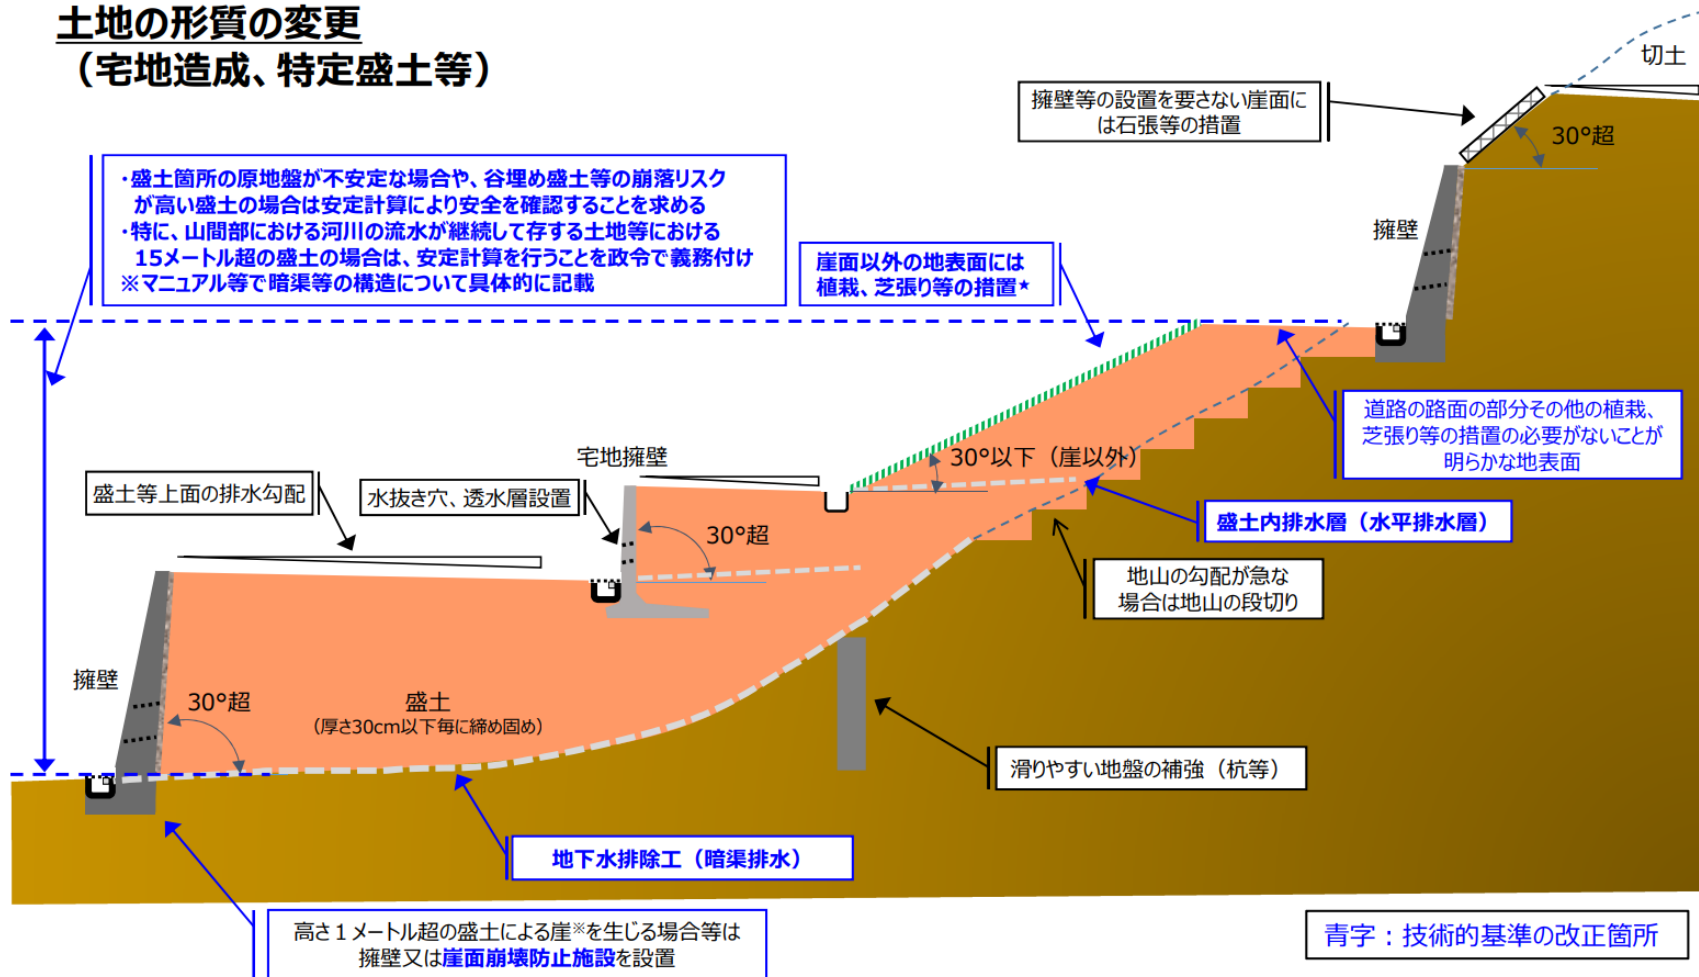 土地の形質の変更
（宅地造成、特定盛土等）
切土
擁壁等の設置を要さない崖面に
は石張等の措置
30°超
・盛土箇所の原地盤が不安定な場合や、谷埋め盛土等の崩落リスク
が高い盛土の場合は安定計算により安全を確認することを求める
・特に、山間部における河川の流水が継続して存する土地等における
15メートル超の盛土の場合は、安定計算を行うことを政令で義務付け
※マニュアル等で暗渠等の構造について具体的に記載
擁壁
崖面以外の地表面には
植栽、芝張り等の措置★
道路の路面の部分その他の植栽、
芝張り等の措置の必要がないことが
明らかな地表面
宅地擁壁
30°以下（崖以外）
盛土等上面の排水勾配
水抜き穴、透水層設置
盛土内排水層（水平排水層）
30°超
地山の勾配が急な
場合は地山の段切り
擁壁
30°超
盛土
（厚さ30cm以下毎に締め固め）
滑りやすい地盤の補強（杭等）
地下水排除工（暗渠排水）
高さ１メートル超の盛土による崖※を生じる場合等は
擁壁又は崖面崩壊防止施設を設置
青字：技術的基準の改正箇所